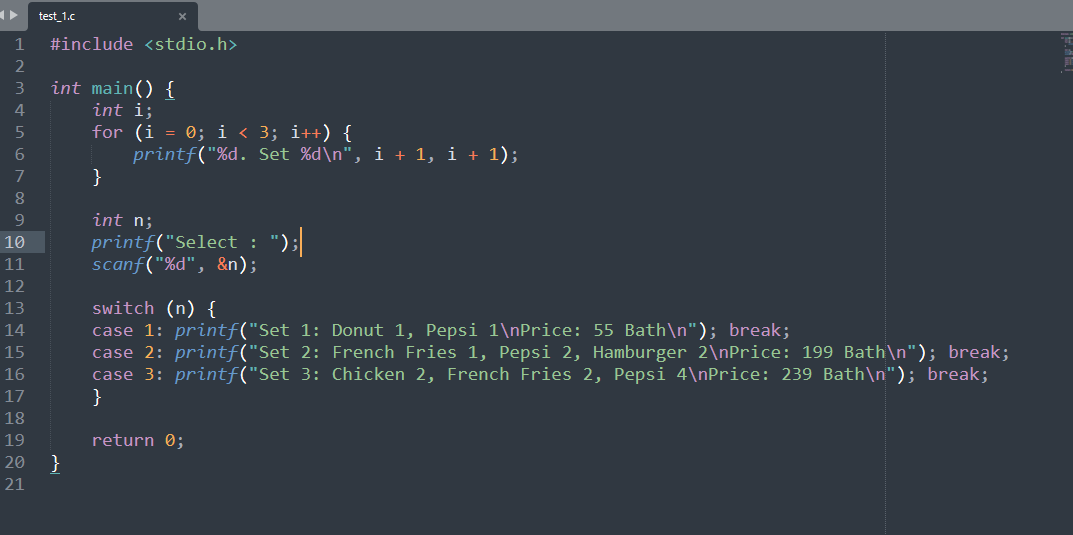 test_1.c ×
1 #include <stdio.h>
2
3 int main() {
4     int i;
5     for (i = 0; i < 3; i++) {
6         printf("%d. Set %d\n", i + 1, i + 1);
7     }
8
9     int n;
10     printf("Select : ");
11     scanf("%d", &n);
12
13     switch (n) {
14     case 1: printf("Set 1: Donut 1, Pepsi 1\nPrice: 55 Bath\n"); break;
15     case 2: printf("Set 2: French Fries 1, Pepsi 2, Hamburger 2\nPrice: 199 Bath\n"); break;
16     case 3: printf("Set 3: Chicken 2, French Fries 2, Pepsi 4\nPrice: 239 Bath\n"); break;
17     }
18
19     return 0;
20 }
21